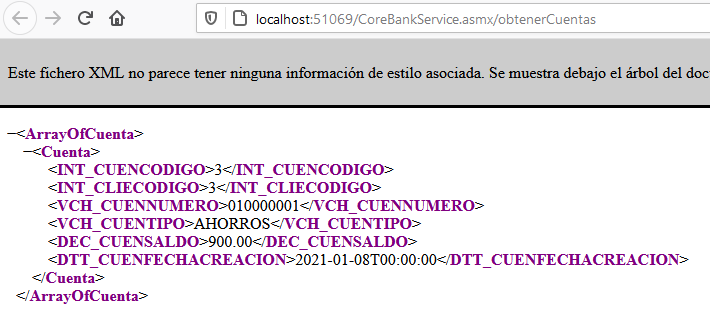 localhost:51069/CoreBankService.asmx/obtenerCuentas
Este fichero XML no parece tener ninguna información de estilo asociada. Se muestra debajo el árbol del doc
−<ArrayOfCuenta>
−<Cuenta>
<INT_CUENCODIGO>3</INT_CUENCODIGO>
<INT_CLIECODIGO>3</INT_CLIECODIGO>
<VCH_CUENNUMERO>010000001</VCH_CUENNUMERO>
<VCH_CUENTIPO>AHORROS</VCH_CUENTIPO>
<DEC_CUENSALDO>900.00</DEC_CUENSALDO>
<DTT_CUENFECHACREACION>2021-01-08T00:00:00</DTT_CUENFECHACREACION>
</Cuenta>
</ArrayOfCuenta>